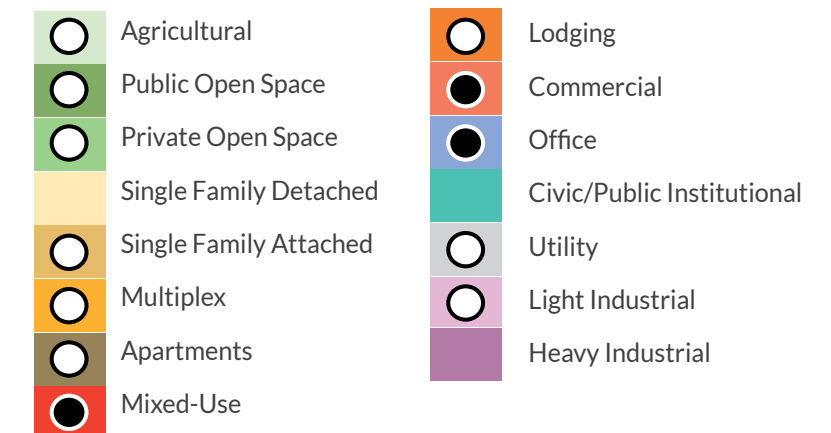 Agricultural
Public Open Space
Private Open Space
Single Family Detached
Single Family Attached
Multiplex
Apartments
Mixed-Use
Lodging
Commercial
Office
Civic/Public Institutional
Utility
Light Industrial
Heavy Industrial